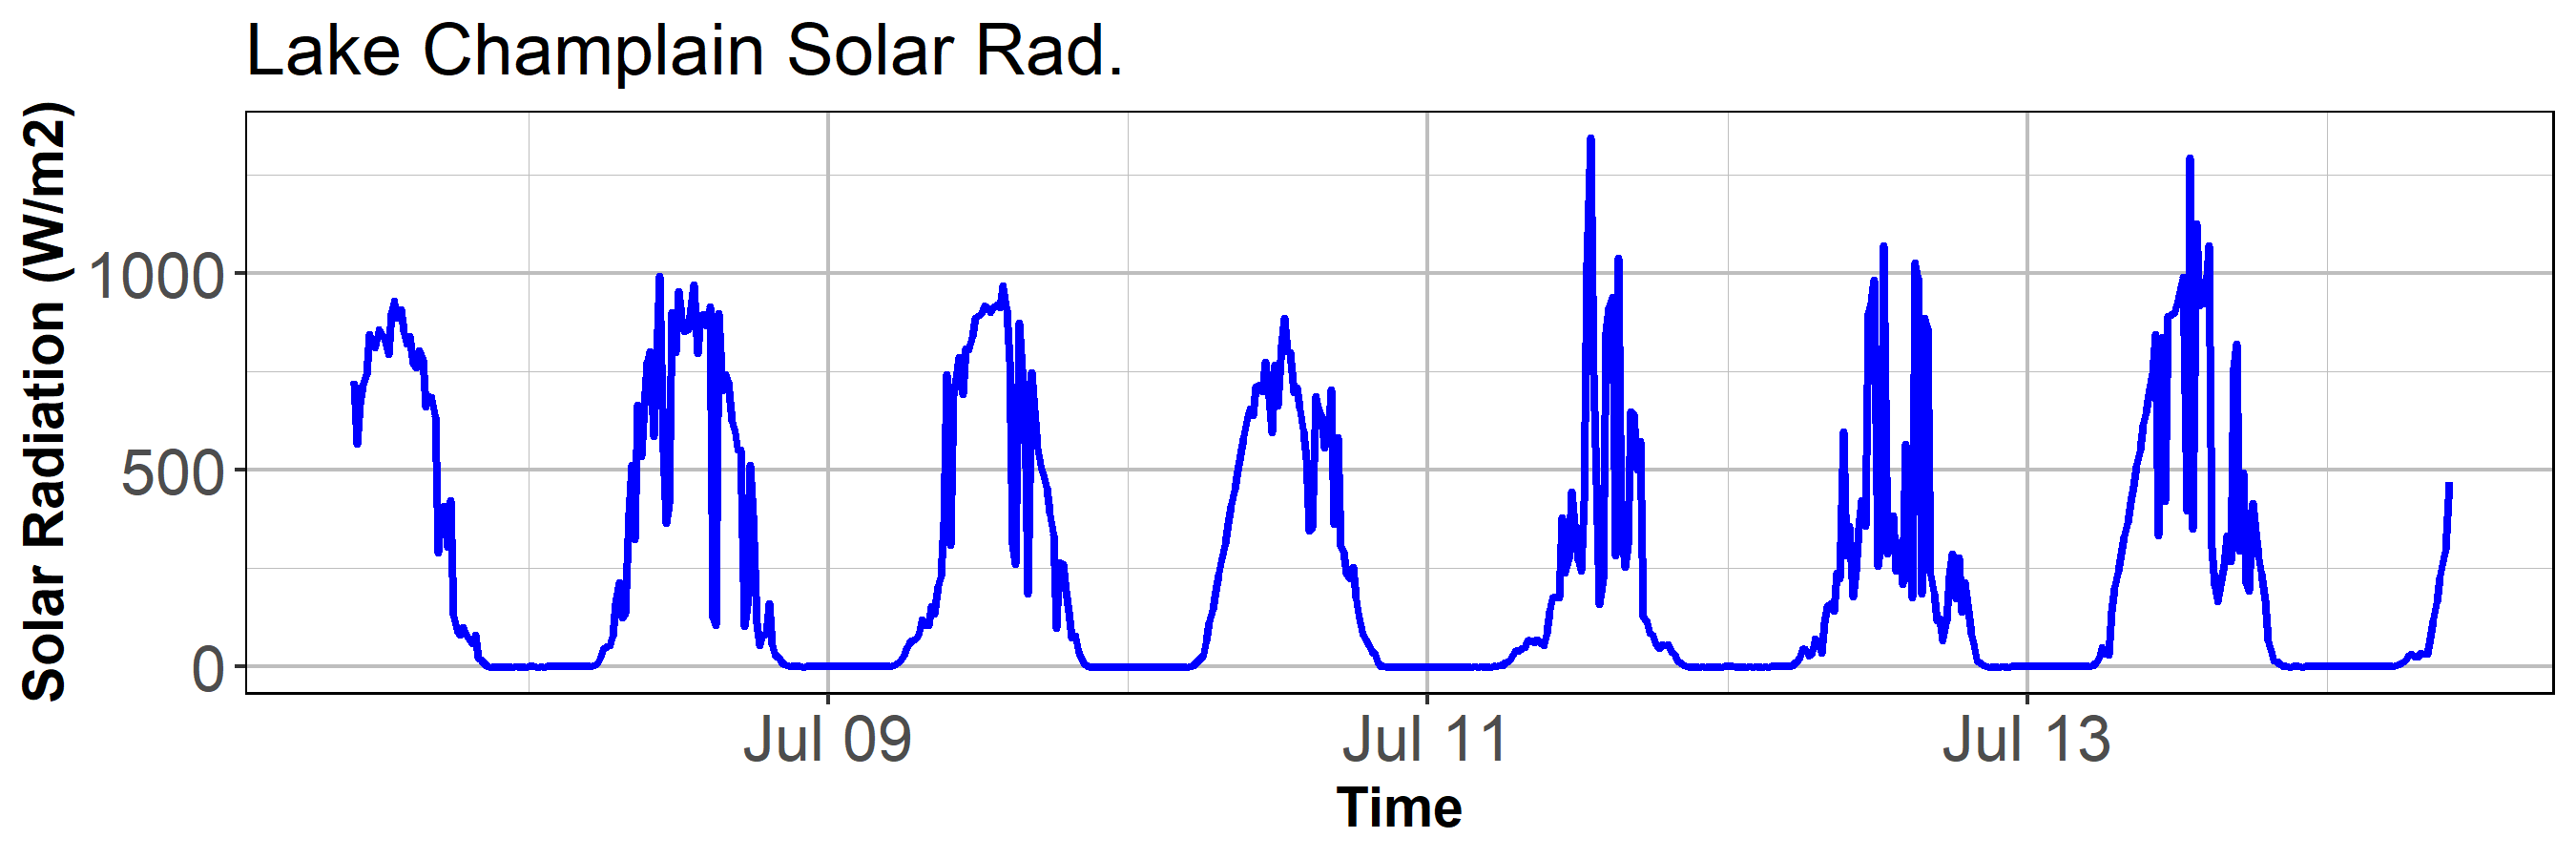 Lake Champlain Solar Rad.
Solar Radiation (W/m2)
1000
500
0
Jul 09
Jul 11
Jul 13
Time